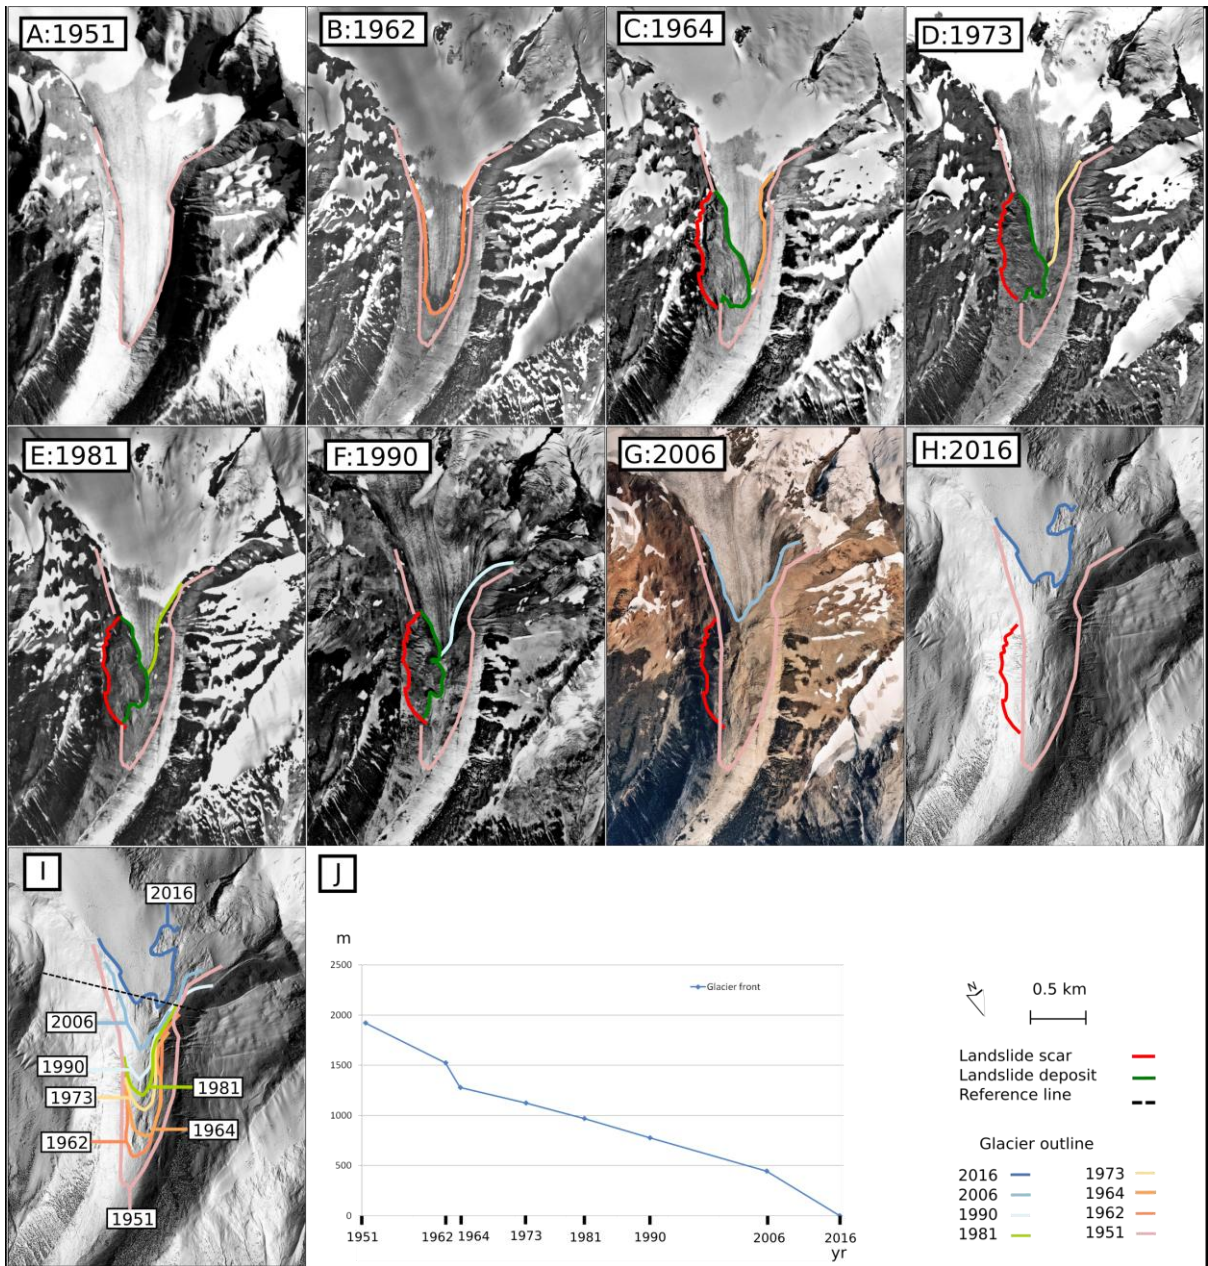 A:1951
B:1962
C:1964
D:1973
E:1981
F:1990
G:2006
H:2016
I
2016
2006
1990
1981
1973
1964
1962
1951
J
m
2500
2000
1500
1000
500
0
Glacier front
1951 1962 1964 1973 1981 1990 2006 2016
yr
N
0.5 km
Landslide scar
Landslide deposit
Reference line
Glacier outline
2016 1973
2006 1964
1990 1962
1981 1951